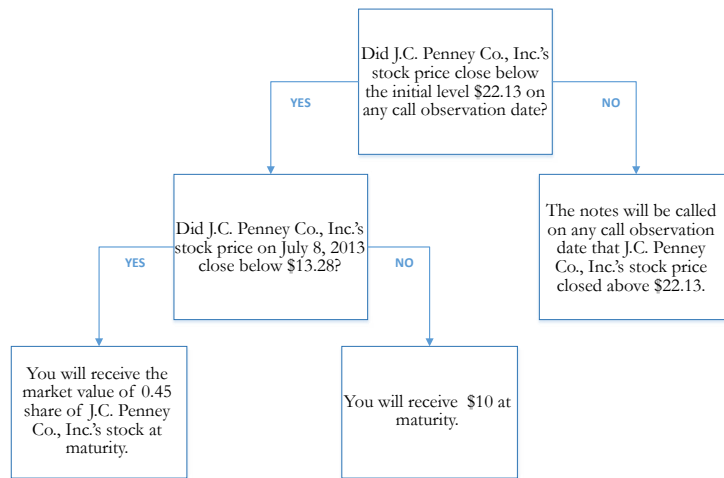 Did J.C. Penney Co., Inc.'s
stock price close below
the initial level $22.13 on
any call observation date?
YES
NO
Did J.C. Penney Co., Inc.'s
stock price on July 8, 2013
close below $13.28?
The notes will be called
on any call observation
date that J.C. Penney
Co., Inc.'s stock price
closed above $22.13.
YES
NO
You will receive the
market value of 0.45
share of J.C. Penney
Co., Inc.'s stock at
maturity.
You will receive $10 at
maturity.